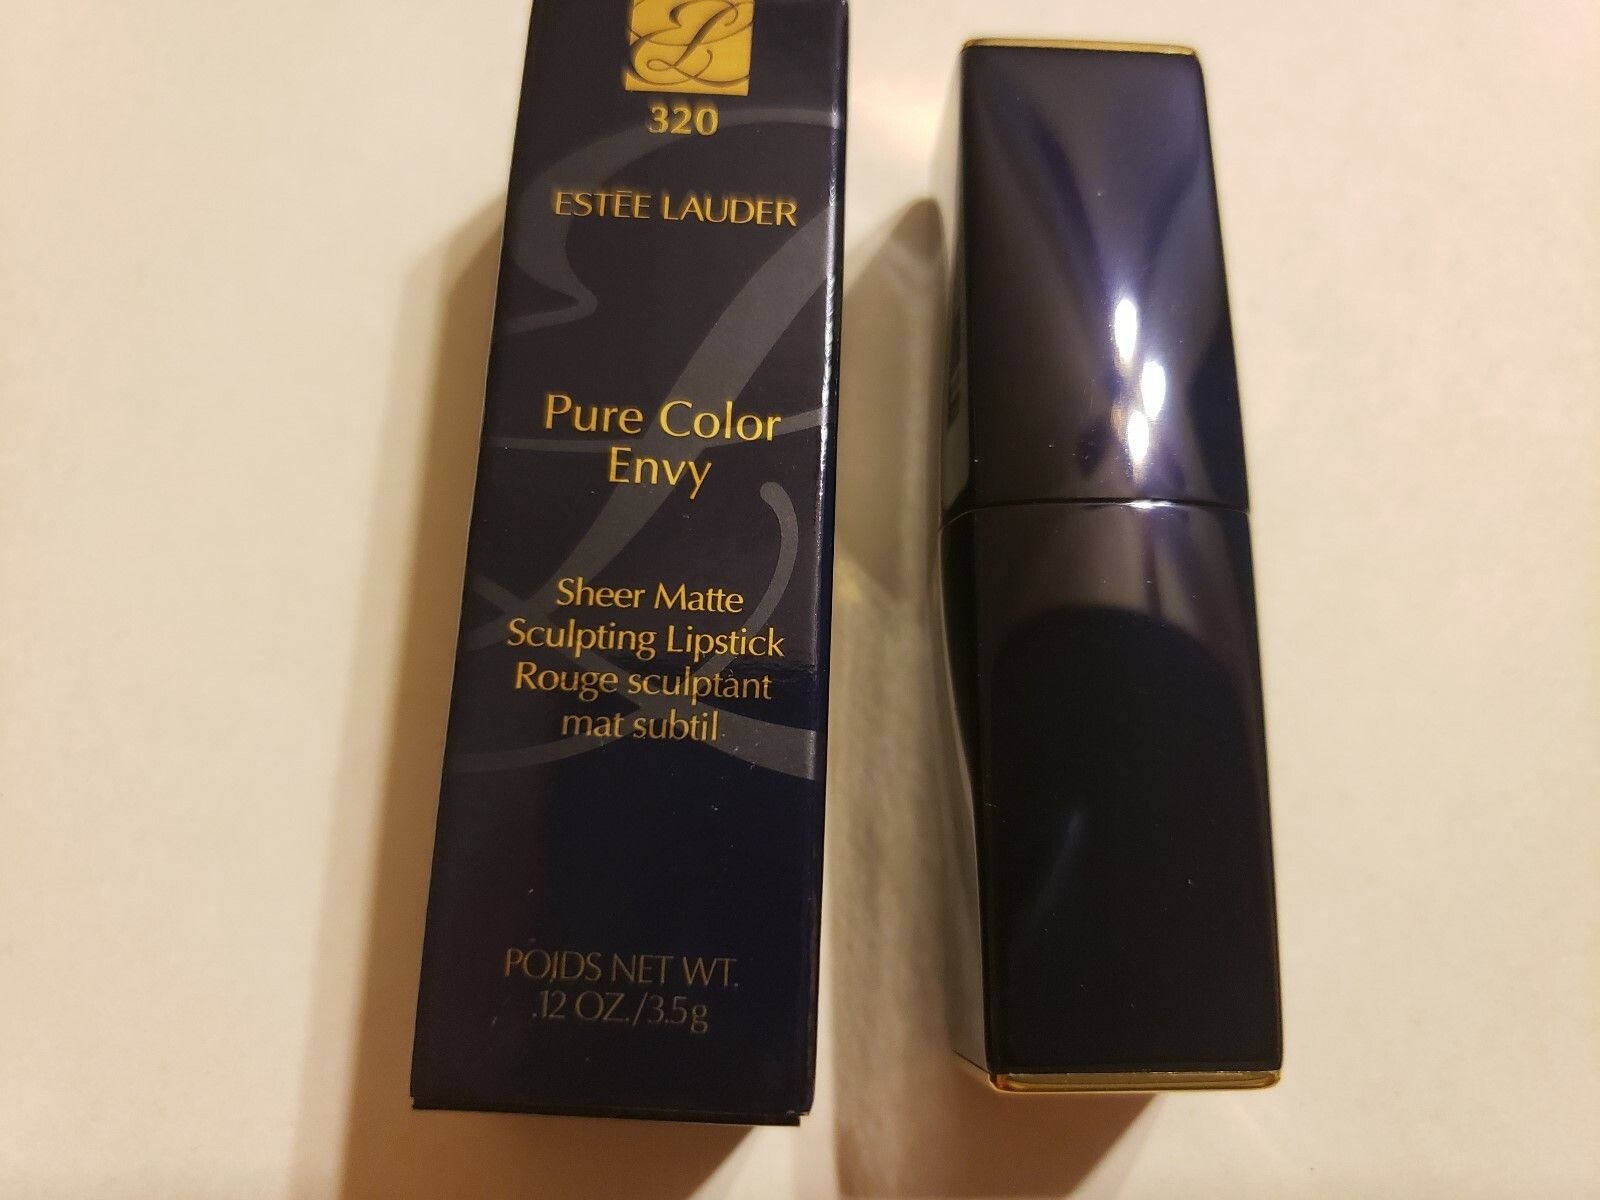 320
ESTĒE LAUDER
Pure Color
Envy
Sheer Matte
Sculpting Lipstick
Rouge sculptant
mat subtil
POIDS NET WT.
.12 OZ./3.5g